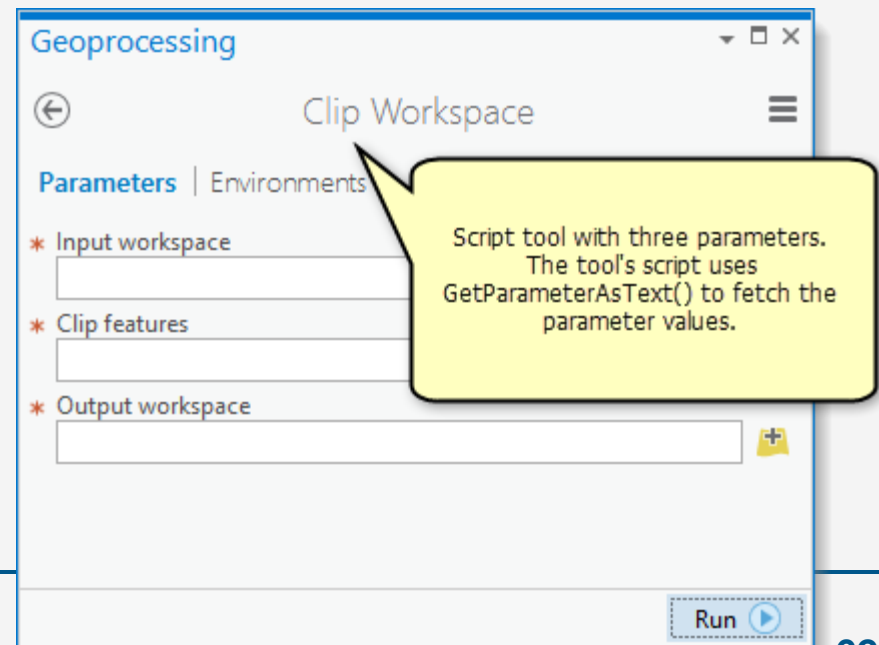 Geoprocessing
Clip Workspace
Parameters | Environments
* Input workspace
* Clip features
* Output workspace
Script tool with three parameters.
The tool's script uses
GetParameterAsText() to fetch the
parameter values.
Run